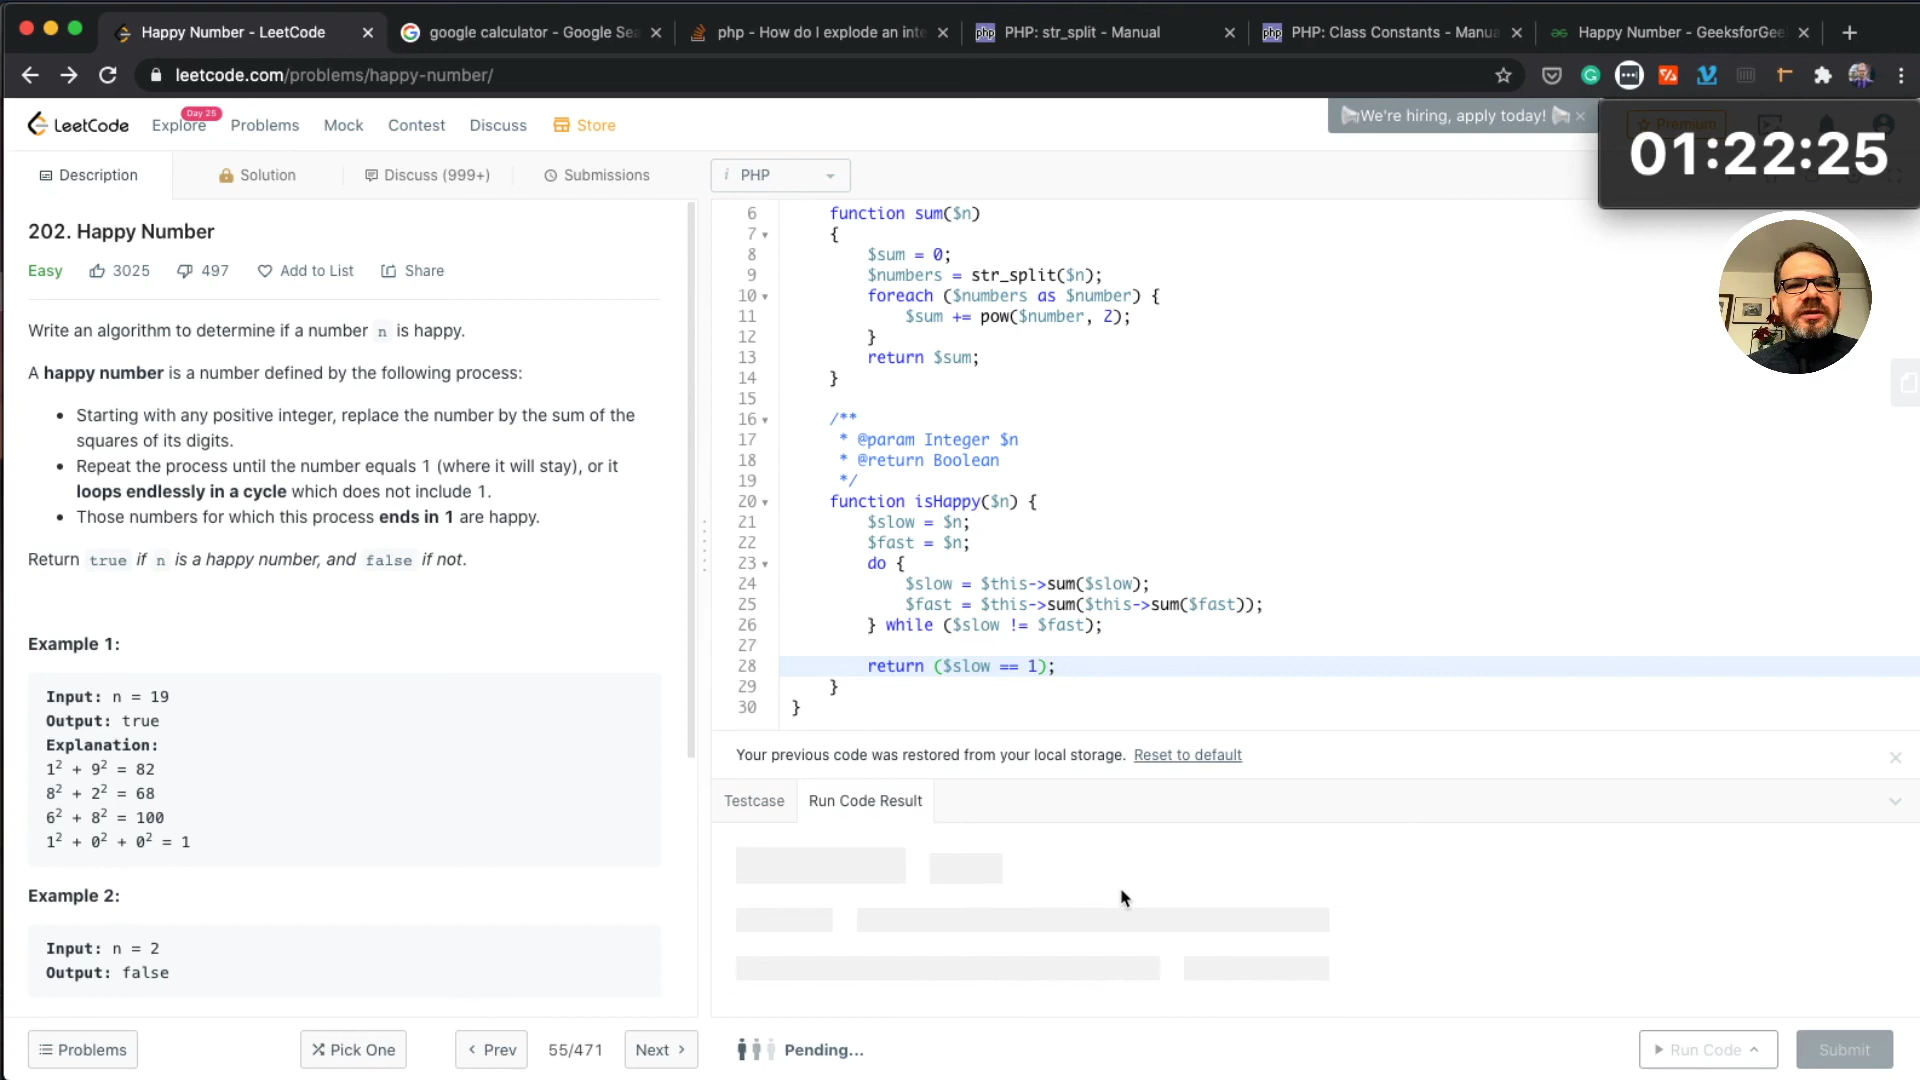 Happy Number - LeetCode
google calculator - Google Sea
php - How do I explode an inte
PHP: str_split - Manual
PHP: Class Constants - Manua
Happy Number - GeeksforGee
leetcode.com/problems/happy-number/
LeetCode
Explore
Day 25
Problems
Mock
Contest
Discuss
Store
We're hiring, apply today!
Premium
01:22:25
Description
Solution
Discuss (999+)
Submissions
i PHP
202. Happy Number
Easy 3025 497 Add to List Share
Write an algorithm to determine if a number n is happy.
A happy number is a number defined by the following process:
• Starting with any positive integer, replace the number by the sum of the
squares of its digits.
• Repeat the process until the number equals 1 (where it will stay), or it
loops endlessly in a cycle which does not include 1.
• Those numbers for which this process ends in 1 are happy.
Return true if n is a happy number, and false if not.
Example 1:
Input: n = 19
Output: true
Explanation:
1² + 9² = 82
8² + 2² = 68
6² + 8² = 100
1² + 0² + 0² = 1
Example 2:
Input: n = 2
Output: false
6 function sum($n)
7 {
8 $sum = 0;
9 $numbers = str_split($n);
10 foreach ($numbers as $number) {
11 $sum += pow($number, 2);
12 }
13 return $sum;
14 }
15
16 /**
17 * @param Integer $n
18 * @return Boolean
19 */
20 function isHappy($n) {
21 $slow = $n;
22 $fast = $n;
23 do {
24 $slow = $this->sum($slow);
25 $fast = $this->sum($this->sum($fast));
26 } while ($slow != $fast);
27
28 return ($slow == 1);
29 }
30 }
Your previous code was restored from your local storage. Reset to default
Testcase
Run Code Result
Problems
Pick One
Prev
55/471
Next
Pending...
Run Code
Submit